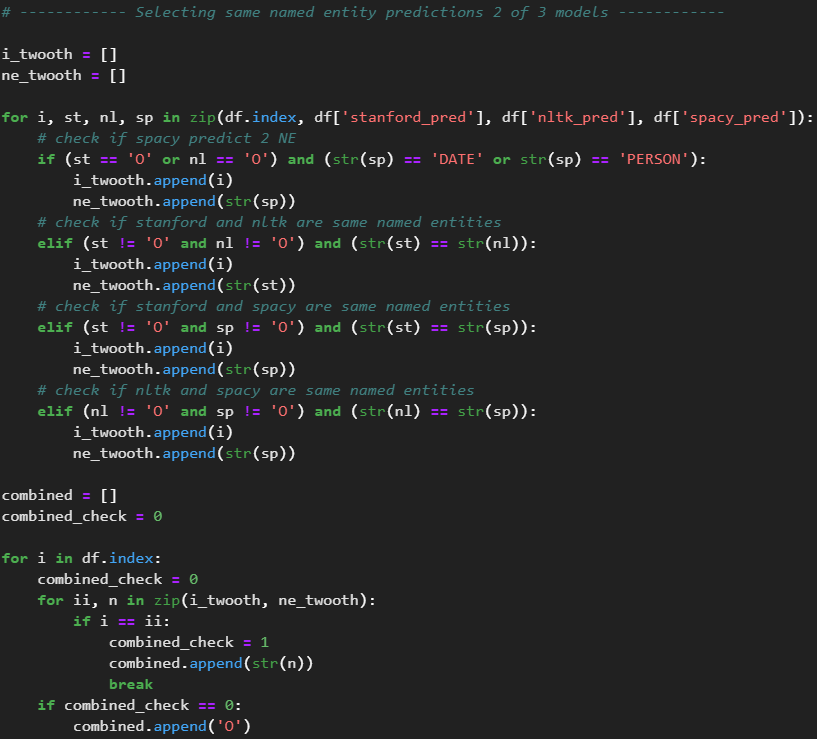 # ------------ Selecting same named entity predictions 2 of 3 models ------------
i_twooth = []
ne_twooth = []
for i, st, nl, sp in zip(df.index, df['stanford_pred'], df['nltk_pred'], df['spacy_pred']):
    # check if spacy predict 2 NE
    if (st == 'O' or nl == 'O') and (str(sp) == 'DATE' or str(sp) == 'PERSON'):
        i_twooth.append(i)
        ne_twooth.append(str(sp))
    # check if stanford and nltk are same named entities
    elif (st != 'O' and nl != 'O') and (str(st) == str(nl)):
        i_twooth.append(i)
        ne_twooth.append(str(st))
    # check if stanford and spacy are same named entities
    elif (st != 'O' and sp != 'O') and (str(st) == str(sp)):
        i_twooth.append(i)
        ne_twooth.append(str(sp))
    # check if nltk and spacy are same named entities
    elif (nl != 'O' and sp != 'O') and (str(nl) == str(sp)):
        i_twooth.append(i)
        ne_twooth.append(str(sp))
combined = []
combined_check = 0
for i in df.index:
    combined_check = 0
    for ii, n in zip(i_twooth, ne_twooth):
        if i == ii:
            combined_check = 1
            combined.append(str(n))
            break
    if combined_check == 0:
        combined.append('O')